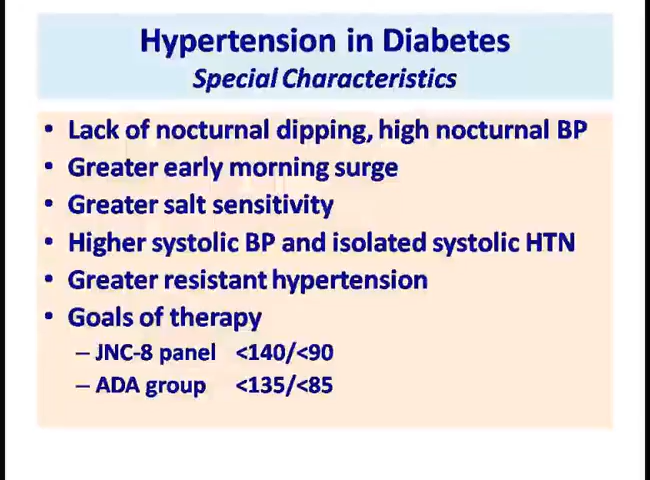 Hypertension in Diabetes
Special Characteristics
• Lack of nocturnal dipping, high nocturnal BP
• Greater early morning surge
• Greater salt sensitivity
• Higher systolic BP and isolated systolic HTN
• Greater resistant hypertension
• Goals of therapy
– JNC-8 panel <140/<90
– ADA group <135/<85